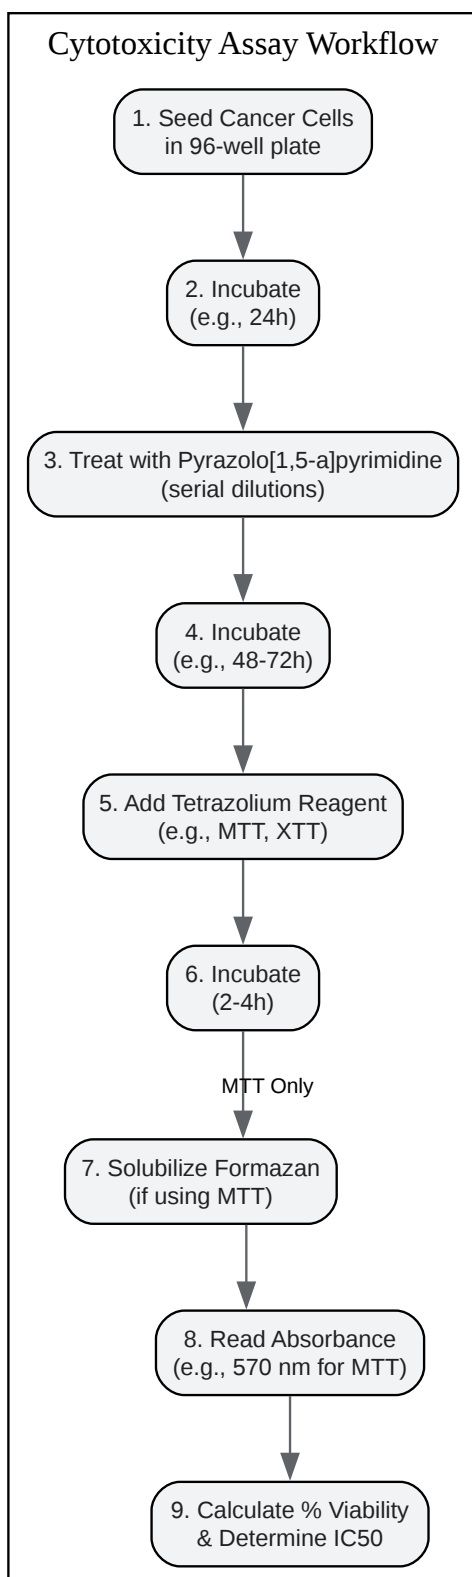 Cytotoxicity Assay Workflow
1. Seed Cancer Cells
in 96-well plate
2. Incubate
(e.g., 24h)
3. Treat with Pyrazolo[1,5-a]pyrimidine
(serial dilutions)
4. Incubate
(e.g., 48-72h)
5. Add Tetrazolium Reagent
(e.g., MTT, XTT)
6. Incubate
(2-4h)
MTT Only
7. Solubilize Formazan
(if using MTT)
8. Read Absorbance
(e.g., 570 nm for MTT)
9. Calculate % Viability
& Determine IC50